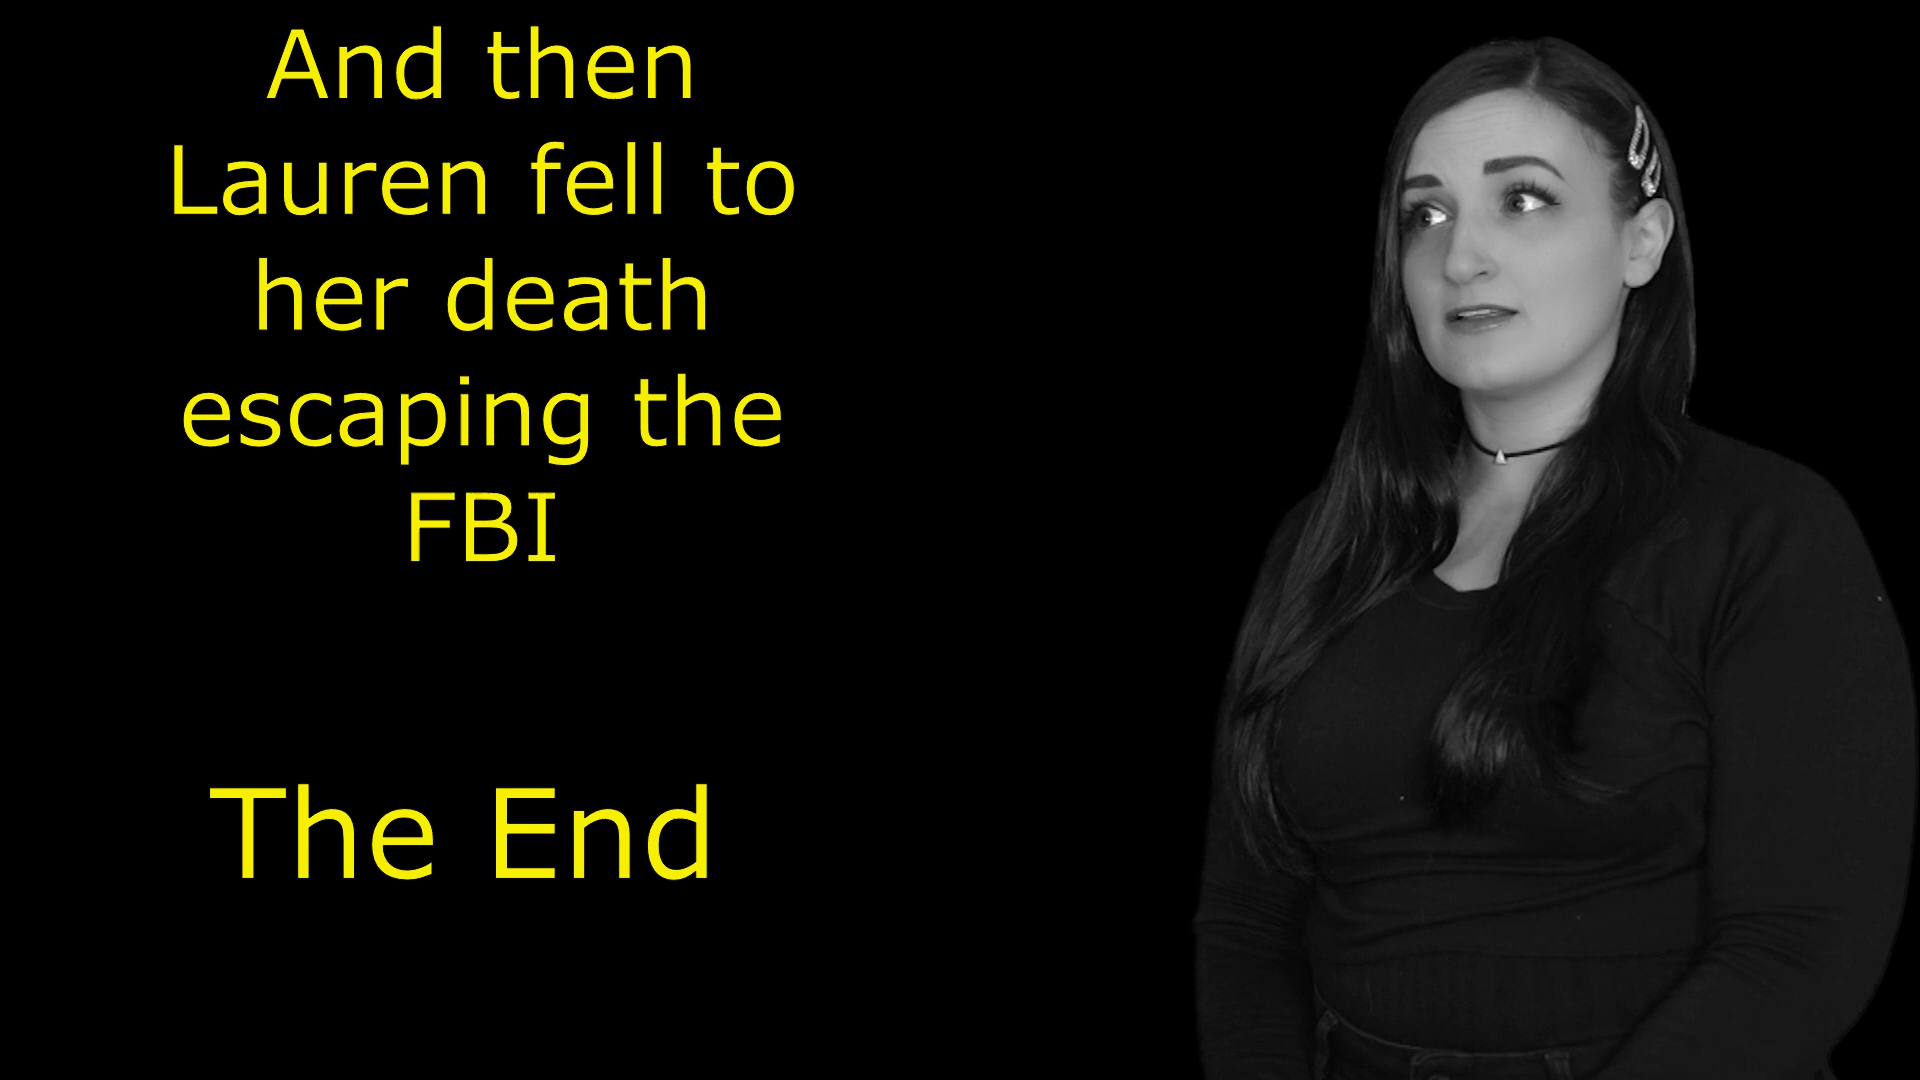 And then
Lauren fell to
her death
escaping the
FBI
The End